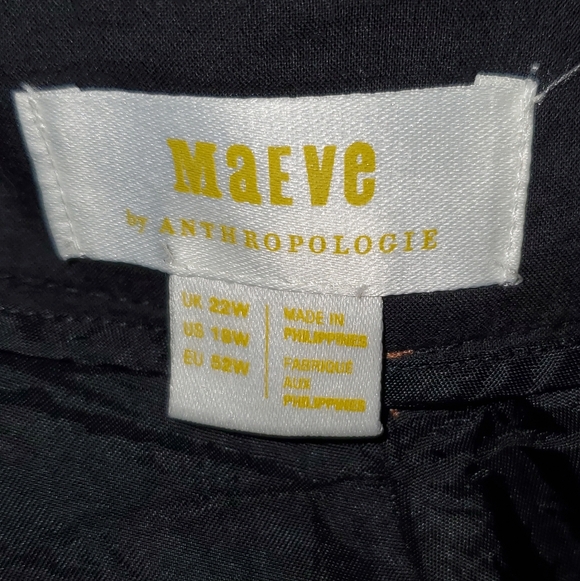 MaEVe
by ANTHROPOLOGIE
UK 22W
US 18W
EU 52W
MADE IN
PHILIPPINES
FABRIQUE
AUX
PHILIPPINES